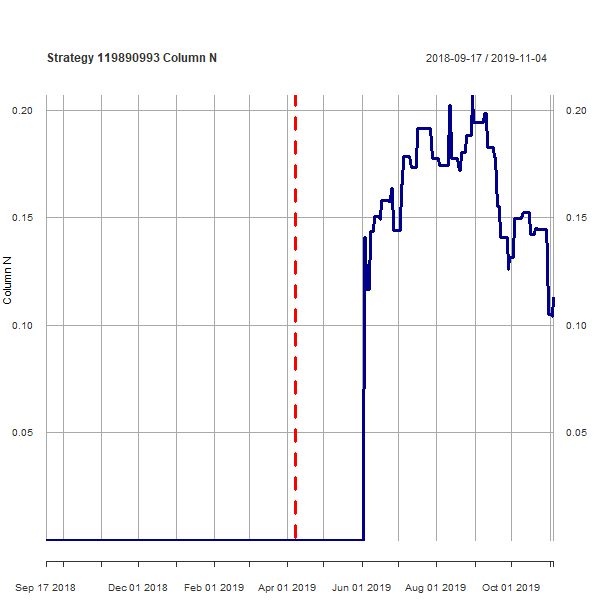 Strategy 119890993 Column N 2018-09-17 / 2019-11-04
0.20 0.20
0.15 0.15
Column N
0.10 0.10
0.05 0.05
Sep 17 2018 Dec 01 2018 Feb 01 2019 Apr 01 2019 Jun 01 2019 Aug 01 2019 Oct 01 2019